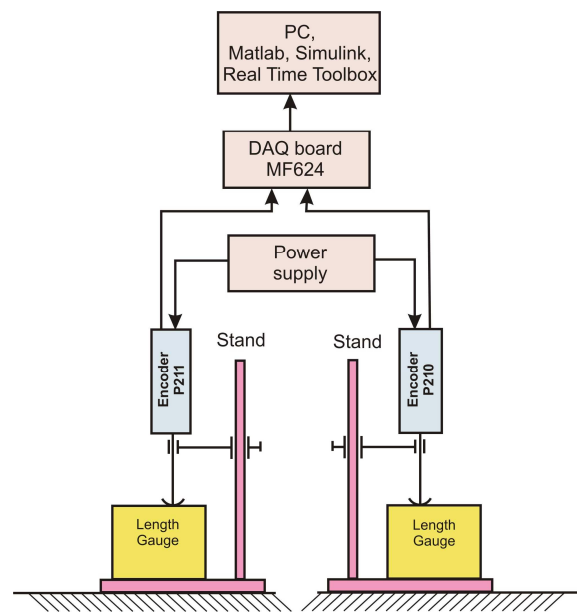 PC,
Matlab, Simulink,
Real Time Toolbox
DAQ board
MF624
Power
supply
Stand
Stand
Encoder
P211
Encoder
P210
Length
Gauge
Length
Gauge